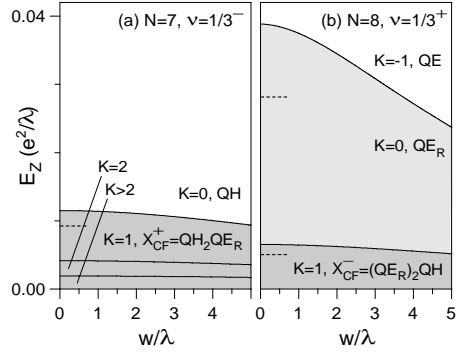 (a) N=7, ν=1/3⁻
(b) N=8, ν=1/3⁺
0.04
0.00
E_Z (e²/λ)
K=2
K>2
K=0, QH
K=1, X⁺_CF=QH₂QE_R
K=-1, QE
K=0, QE_R
K=1, X⁻_CF=(QE_R)₂QH
0 1 2 3 4
0 1 2 3 4 5
w/λ
w/λ